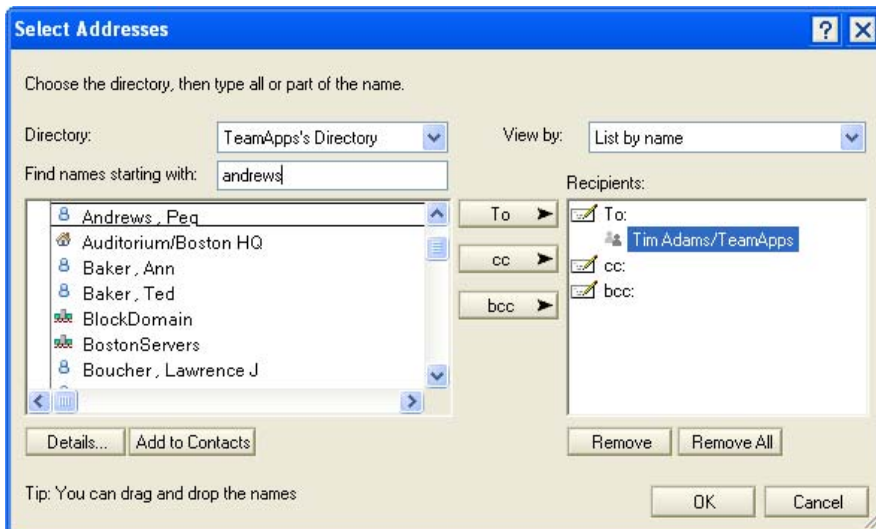 Select Addresses
Choose the directory, then type all or part of the name.
Directory:
TeamApps's Directory
View by:
List by name
Find names starting with:
andrews
Recipients:
Andrews , Peg
Auditorium/Boston HQ
Baker , Ann
Baker , Ted
BlockDomain
BostonServers
Boucher , Lawrence J
To
cc
bcc
To:
Tim Adams/TeamApps
cc:
bcc:
Details...
Add to Contacts
Remove
Remove All
Tip: You can drag and drop the names
OK
Cancel